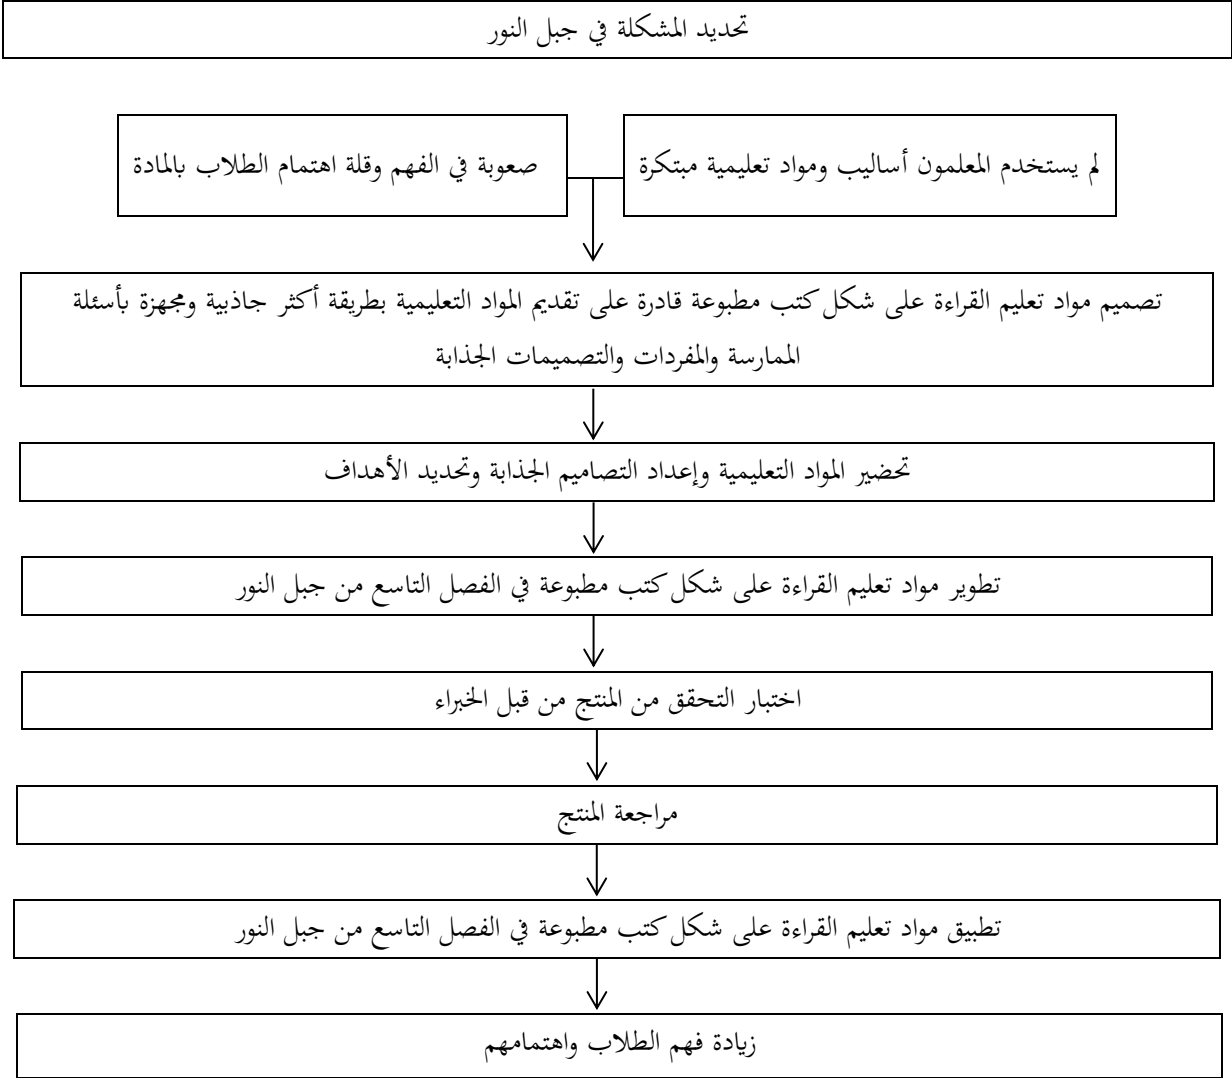 تحديد المشكلة في جبل النور
لم يستخدم المعلمون أساليب ومواد تعليمية مبتكرة
صعوبة في الفهم وقلة اهتمام الطلاب بالمادة
تصميم مواد تعليم القراءة على شكل كتب مطبوعة قادرة على تقديم المواد التعليمية بطريقة أكثر جاذبية ومجهزة بأسئلة
الممارسة والمفردات والتصميمات الجذابة
تحضير المواد التعليمية وإعداد التصاميم الجذابة وتحديد الأهداف
تطوير مواد تعليم القراءة على شكل كتب مطبوعة في الفصل التاسع من جبل النور
اختبار التحقق من المنتج من قبل الخبراء
مراجعة المنتج
تطبيق مواد تعليم القراءة على شكل كتب مطبوعة في الفصل التاسع من جبل النور
زيادة فهم الطلاب واهتمامهم